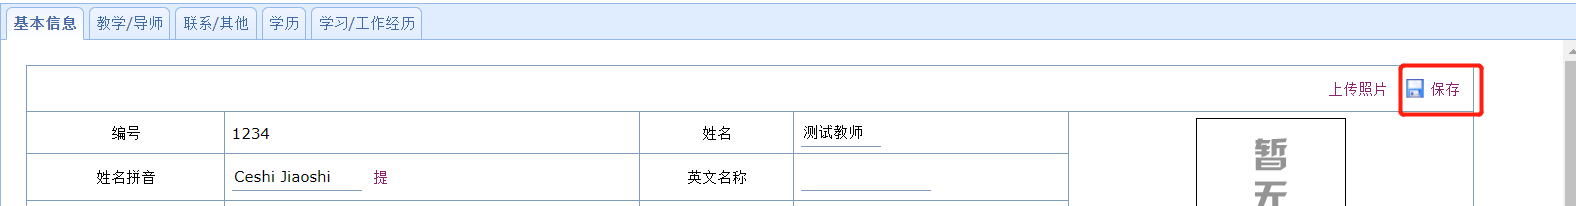 基本信息 教学/导师 联系/其他 学历 学习/工作经历
上传照片 保存
编号 1234 姓名 测试教师
姓名拼音 Ceshi Jiaoshi 提 英文名称
暂
无